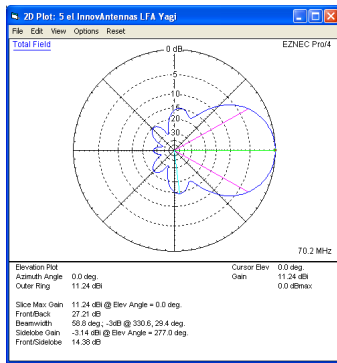 2D Plot: 5 el InnovAntennas LFA Yagi
File Edit View Options Reset
Total Field
0 dB
EZNEC Pro/4
-5
-10
-15
-20
-30
70.2 MHz
Elevation Plot
Cursor Elev 0.0 deg.
Azimuth Angle 0.0 deg.
Gain 11.24 dBi
Outer Ring 11.24 dBi
0.0 dBmax
Slice Max Gain 11.24 dBi @ Elev Angle = 0.0 deg.
Front/Back 27.21 dB
Beamwidth 58.8 deg.; -3dB @ 330.6, 29.4 deg.
Sidelobe Gain -3.14 dBi @ Elev Angle = 277.0 deg.
Front/Sidelobe 14.38 dB